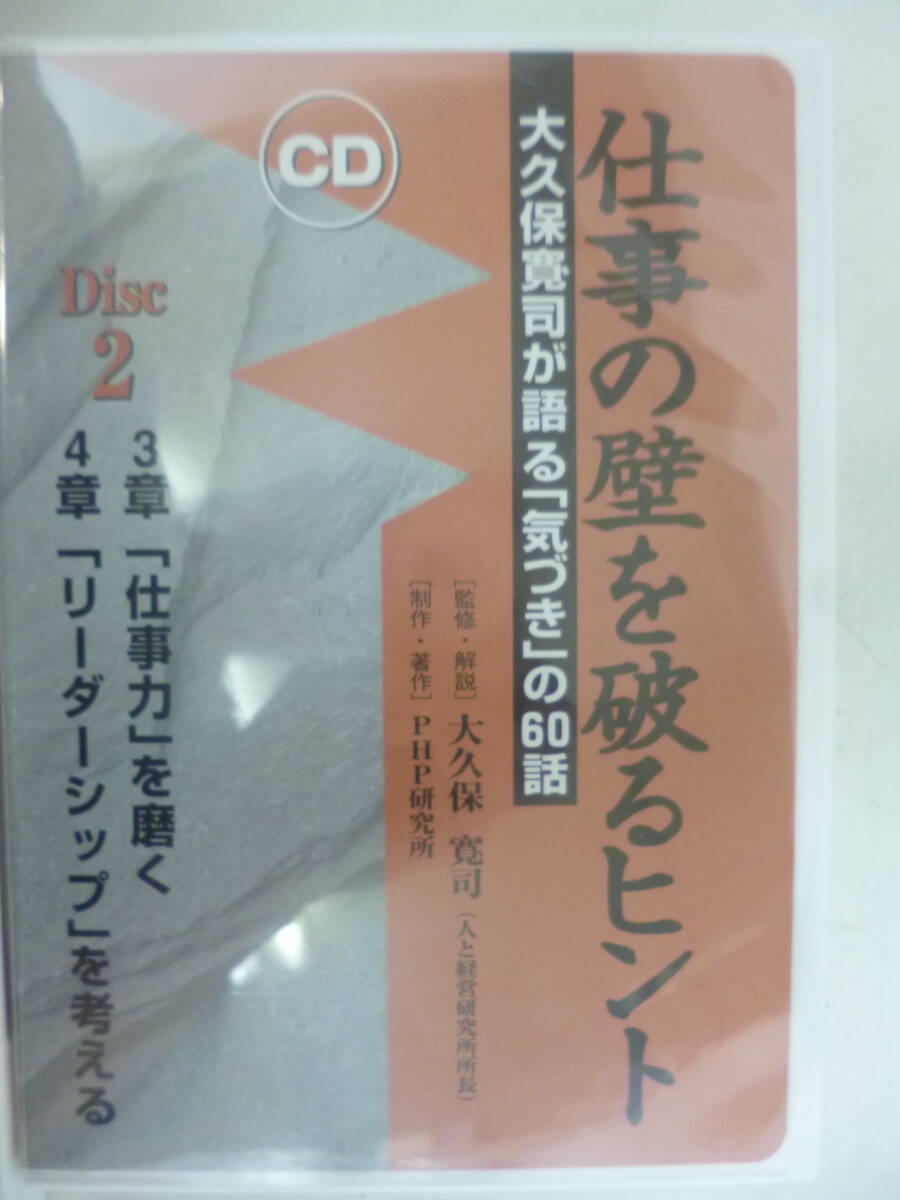 仕事の壁を破るヒント
大久保寛司が語る「気づき」の60話
[監修・解説] 大久保 寛司 (人と経営研究所所長)
[制作・著作] PHP研究所
CD
Disc
2
3章 「仕事力」を磨く
4章 「リーダーシップ」を考える